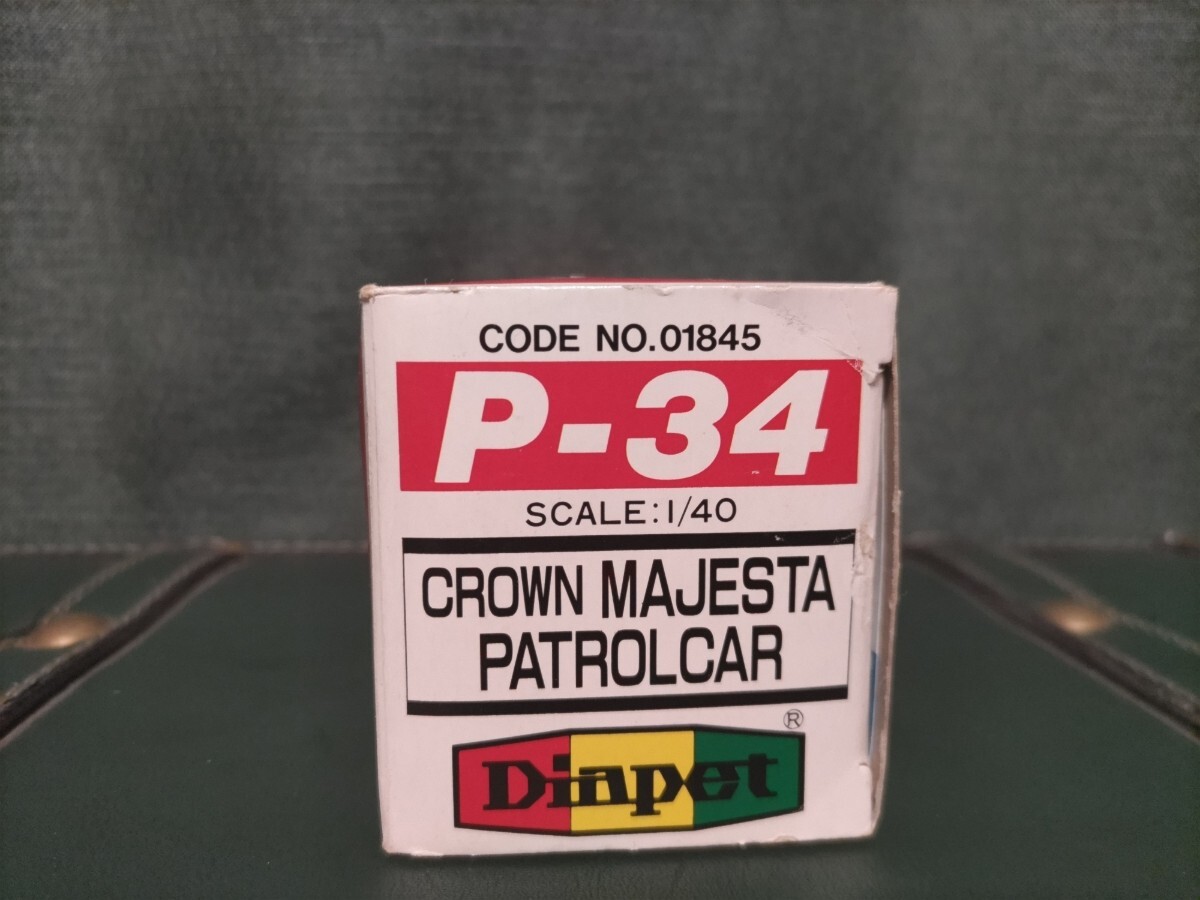 CODE NO.01845
P-34
SCALE:1/40
CROWN MAJESTA
PATROLCAR
®
Diapet